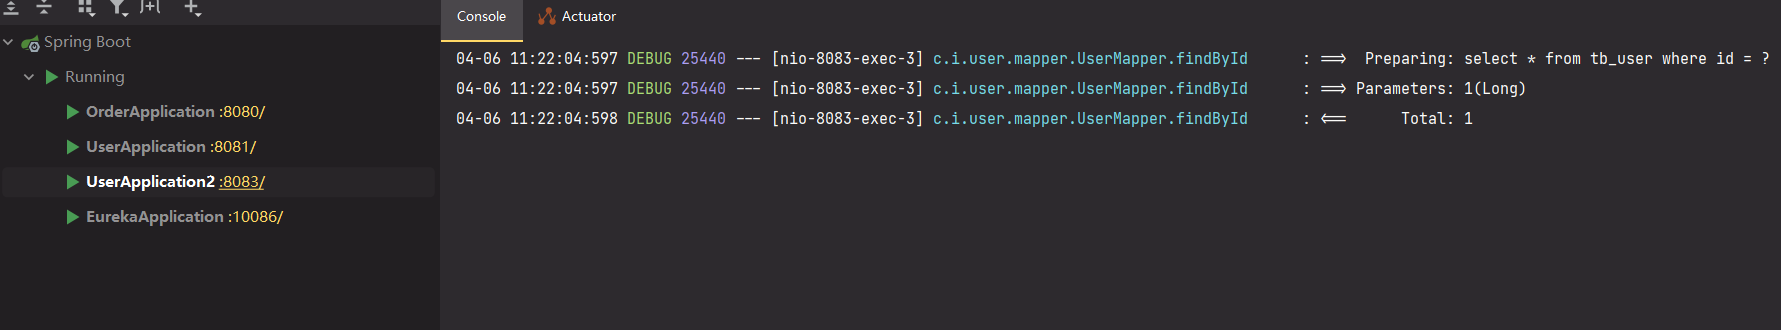 Console
Actuator
Spring Boot
Running
OrderApplication :8080/
UserApplication :8081/
UserApplication2 :8083/
EurekaApplication :10086/
04-06 11:22:04:597 DEBUG 25440 --- [nio-8083-exec-3] c.i.user.mapper.UserMapper.findById : ==> Preparing: select * from tb_user where id = ?
04-06 11:22:04:597 DEBUG 25440 --- [nio-8083-exec-3] c.i.user.mapper.UserMapper.findById : ==> Parameters: 1(Long)
04-06 11:22:04:598 DEBUG 25440 --- [nio-8083-exec-3] c.i.user.mapper.UserMapper.findById : <== Total: 1